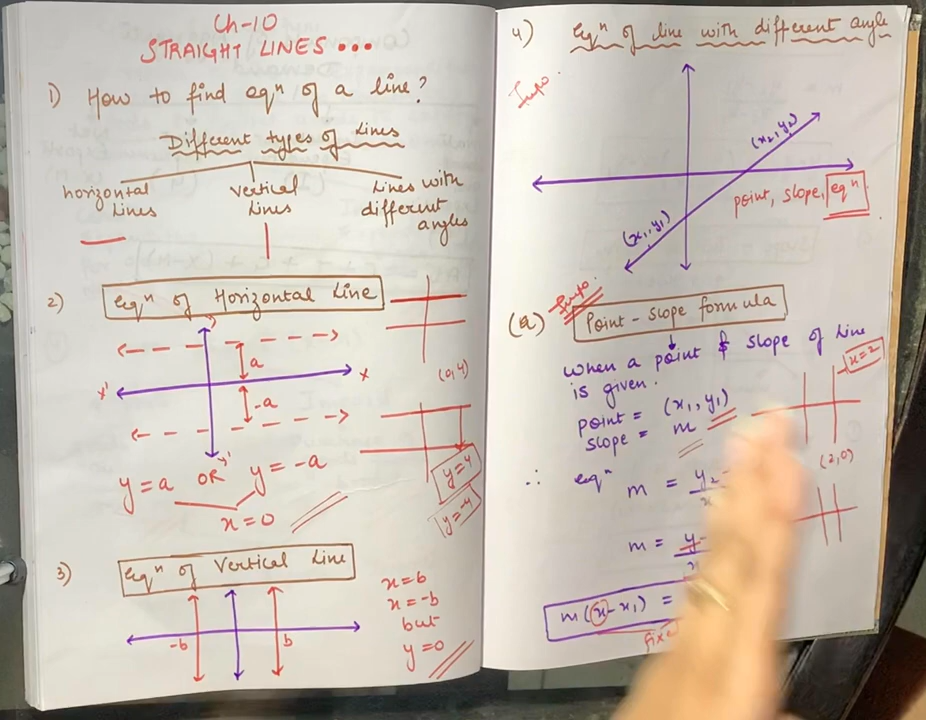 Ch-10
STRAIGHT LINES...
1) How to find eqⁿ of a line?
Different types of Lines
horizontal Lines
Vertical Lines
Lines with different angles
2) eqⁿ of Horizontal Line
a
x' x
-a
y'
(0,4)
y=a OR y=-a
x=0
y=4
y=-4
3) eqⁿ of Vertical Line
-b b
x=b
x=-b
but
y=0
4) eqⁿ of line with different angle
Imp.
(x₂, y₂)
(x₁, y₁)
point, slope, eqⁿ
(a) Imp. Point-slope formula
When a point & slope of Line
is given.
x=2
point = (x₁, y₁)
slope = m
(2,0)
∴ eqⁿ m = y₂-
m = y-
m(x-x₁) =